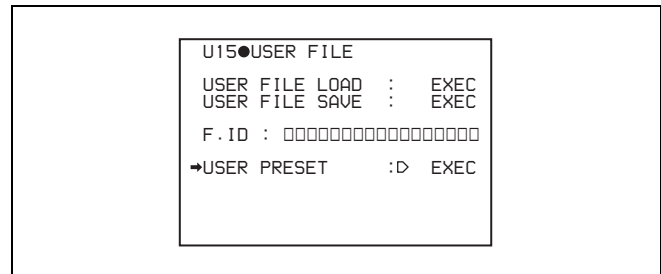 U15●USER FILE
USER FILE LOAD : EXEC
USER FILE SAVE : EXEC
F.ID : □□□□□□□□□□□□□□□□□
➡USER PRESET :▷ EXEC